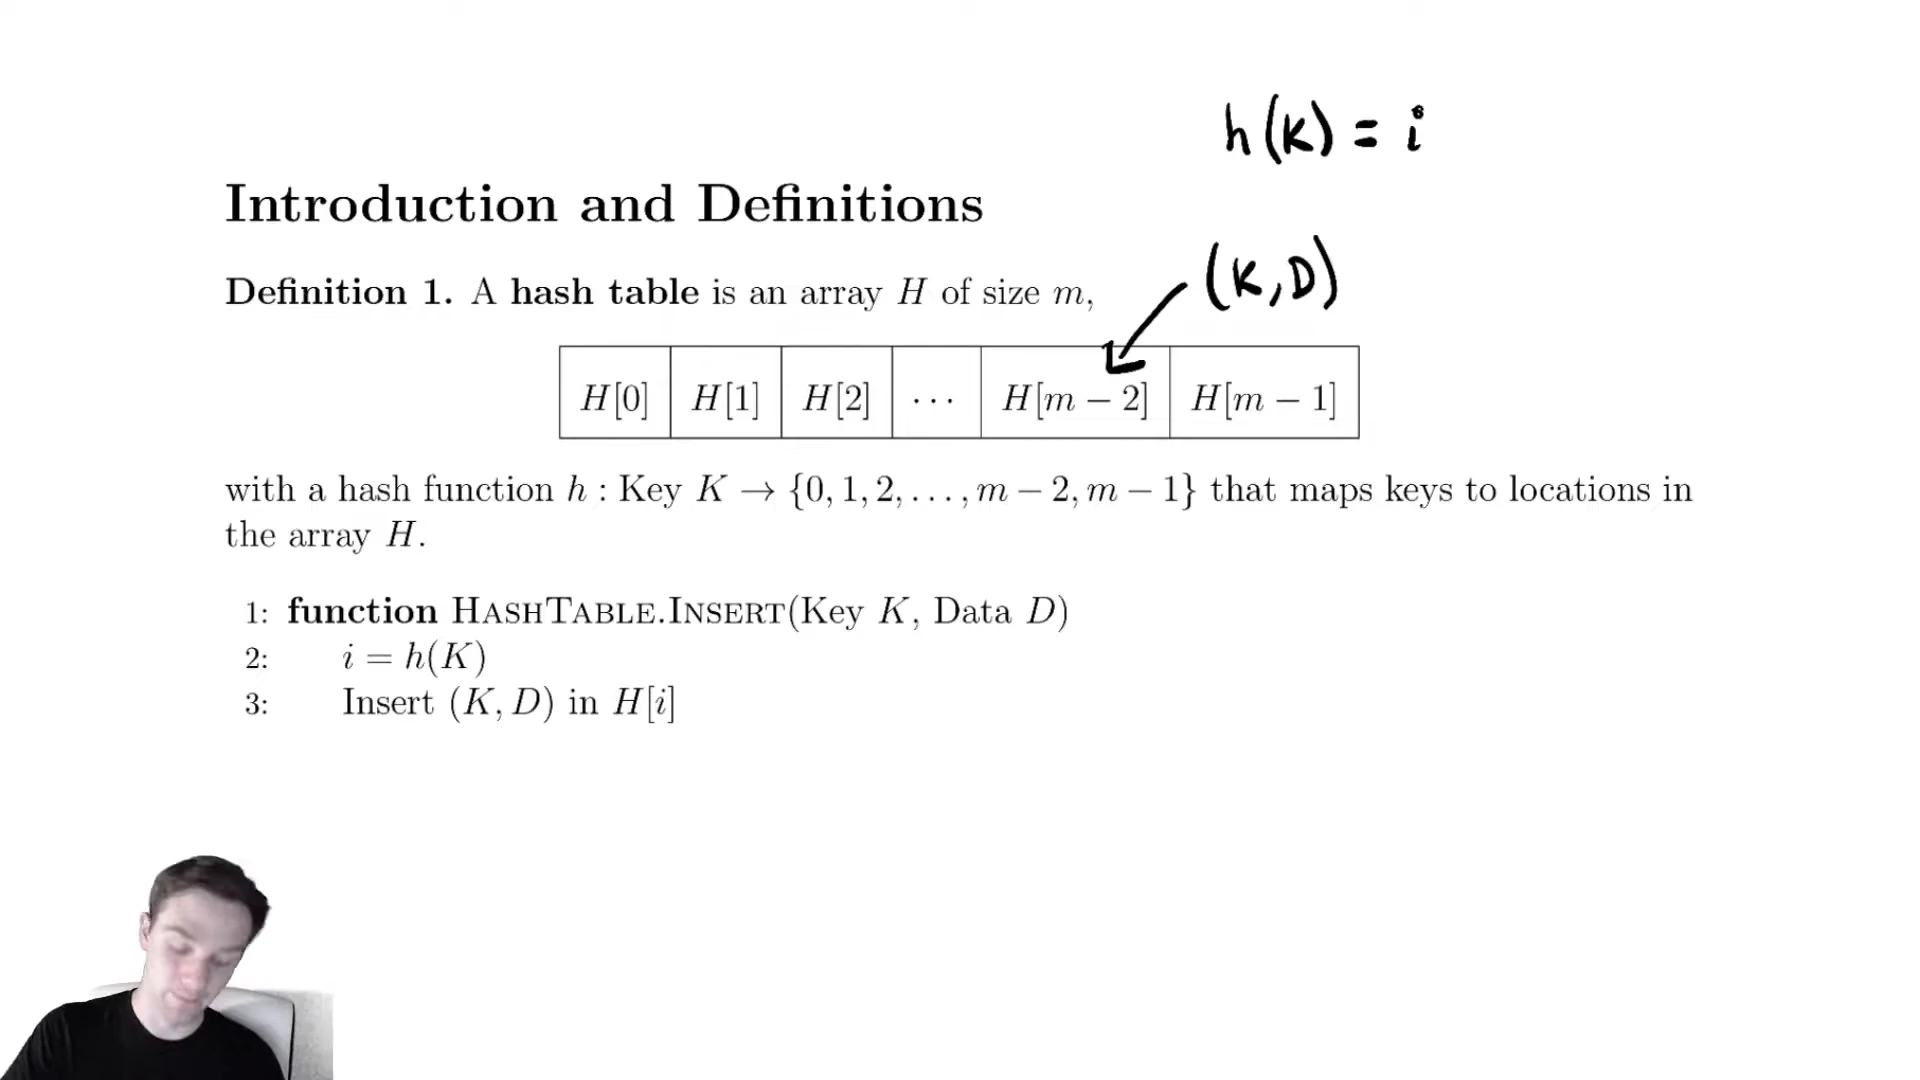 h(K) = i
Introduction and Definitions
Definition 1. A hash table is an array H of size m,
(K,D)
H[0] H[1] H[2] ··· H[m − 2] H[m − 1]
with a hash function h : Key K → {0, 1, 2, . . . , m − 2, m − 1} that maps keys to locations in
the array H.
1: function HASHTABLE.INSERT(Key K, Data D)
2: i = h(K)
3: Insert (K, D) in H[i]